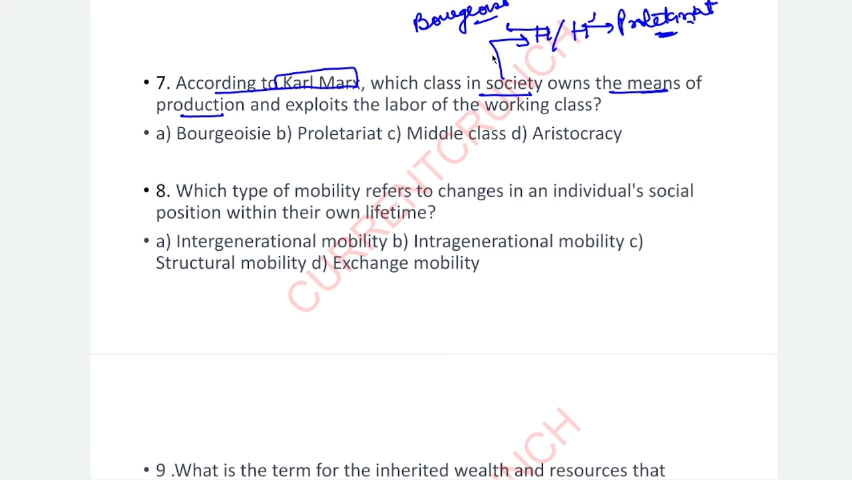 Bourgeois
Proletariat
• 7. According to Karl Marx, which class in society owns the means of
production and exploits the labor of the working class?
• a) Bourgeoisie b) Proletariat c) Middle class d) Aristocracy
• 8. Which type of mobility refers to changes in an individual's social
position within their own lifetime?
• a) Intergenerational mobility b) Intragenerational mobility c)
Structural mobility d) Exchange mobility
CURRENTCRUNCH
• 9 .What is the term for the inherited wealth and resources that